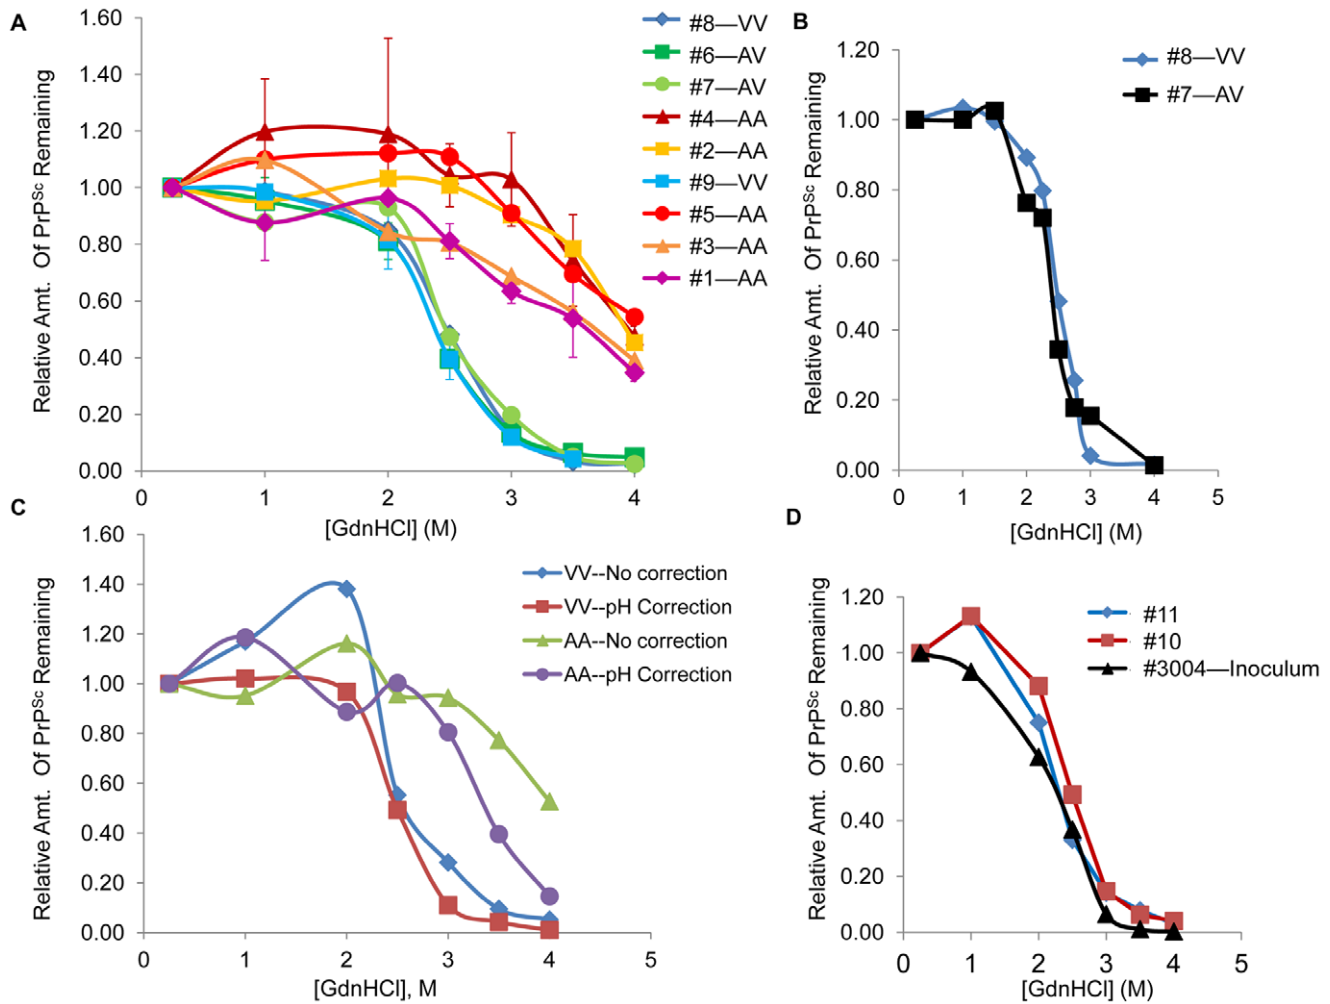 A
Relative Amt. Of PrPSc Remaining
1.60
1.40
1.20
1.00
0.80
0.60
0.40
0.20
0.00
0 1 2 3 4
[GdnHCl] (M)
#8—VV
#6—AV
#7—AV
#4—AA
#2—AA
#9—VV
#5—AA
#3—AA
#1—AA
B
Relative Amt. Of PrPSc Remaining
1.20
1.00
0.80
0.60
0.40
0.20
0.00
0 1 2 3 4 5
[GdnHCl] (M)
#8—VV
#7—AV
C
Relative Amt. Of PrPSc Remaining
1.60
1.40
1.20
1.00
0.80
0.60
0.40
0.20
0.00
0 1 2 3 4 5
[GdnHCl], M
VV--No correction
VV--pH Correction
AA--No correction
AA--pH Correction
D
Relative Amt. Of PrPSc Remaining
1.20
1.00
0.80
0.60
0.40
0.20
0.00
0 1 2 3 4 5
[GdnHCl] (M)
#11
#10
#3004—Inoculum